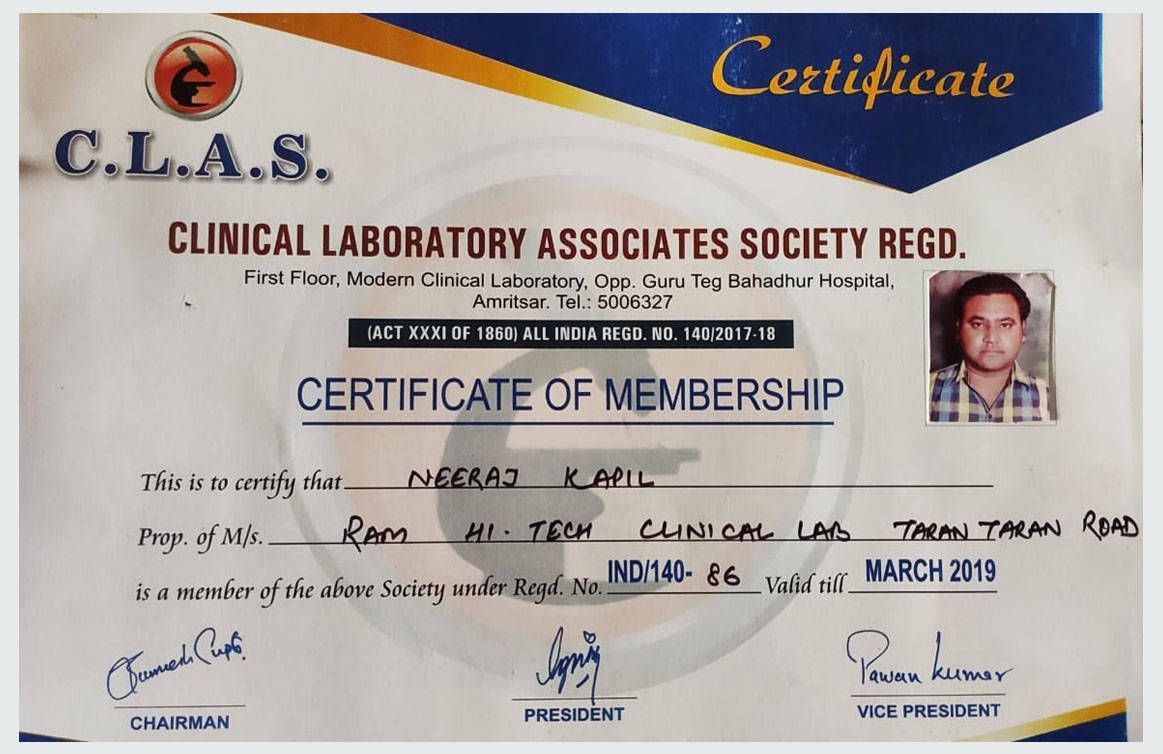 Certificate
C.L.A.S.
CLINICAL LABORATORY ASSOCIATES SOCIETY REGD.
First Floor, Modern Clinical Laboratory, Opp. Guru Teg Bahadhur Hospital,
Amritsar. Tel.: 5006327
(ACT XXXI OF 1860) ALL INDIA REGD. NO. 140/2017-18
CERTIFICATE OF MEMBERSHIP
This is to certify that NEERAJ KAPIL
Prop. of M/s. RAM HI-TECH CLINICAL LAB TARAN TARAN ROAD
is a member of the above Society under Regd. No. IND/140- 86 Valid till MARCH 2019
Pawan kumar
CHAIRMAN PRESIDENT VICE PRESIDENT